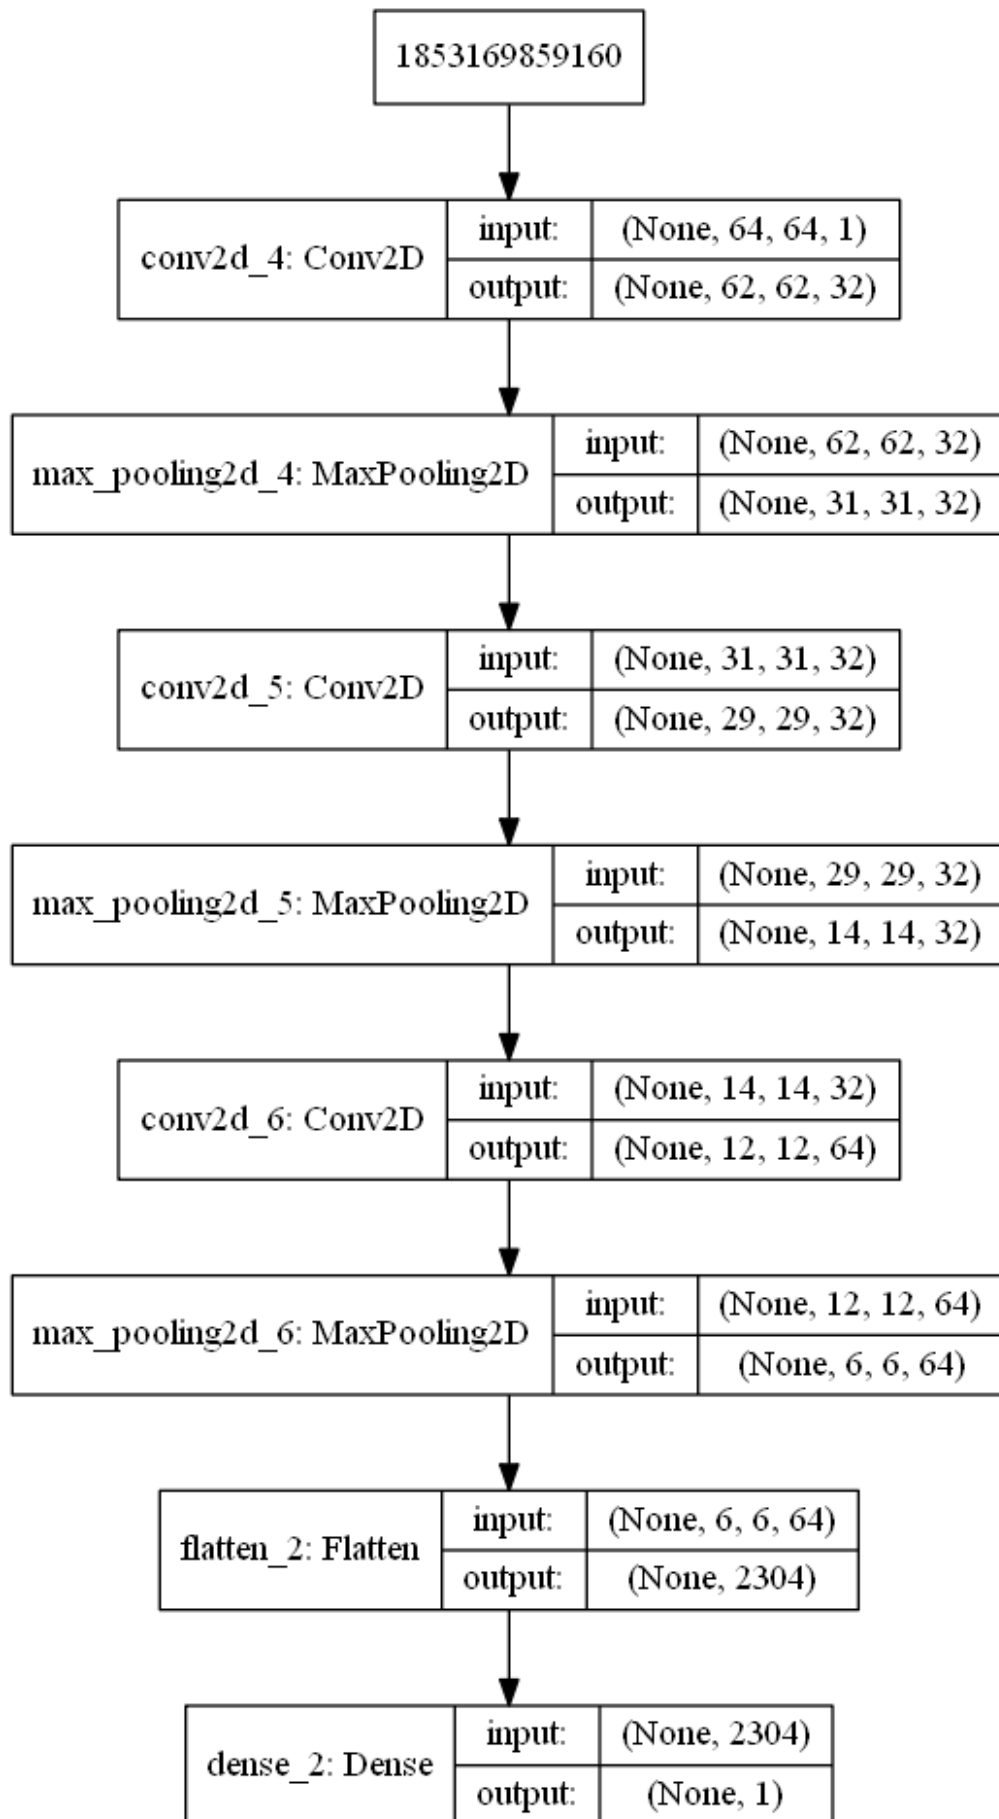 1853169859160
conv2d_4: Conv2D
input: (None, 64, 64, 1)
output: (None, 62, 62, 32)
max_pooling2d_4: MaxPooling2D
input: (None, 62, 62, 32)
output: (None, 31, 31, 32)
conv2d_5: Conv2D
input: (None, 31, 31, 32)
output: (None, 29, 29, 32)
max_pooling2d_5: MaxPooling2D
input: (None, 29, 29, 32)
output: (None, 14, 14, 32)
conv2d_6: Conv2D
input: (None, 14, 14, 32)
output: (None, 12, 12, 64)
max_pooling2d_6: MaxPooling2D
input: (None, 12, 12, 64)
output: (None, 6, 6, 64)
flatten_2: Flatten
input: (None, 6, 6, 64)
output: (None, 2304)
dense_2: Dense
input: (None, 2304)
output: (None, 1)